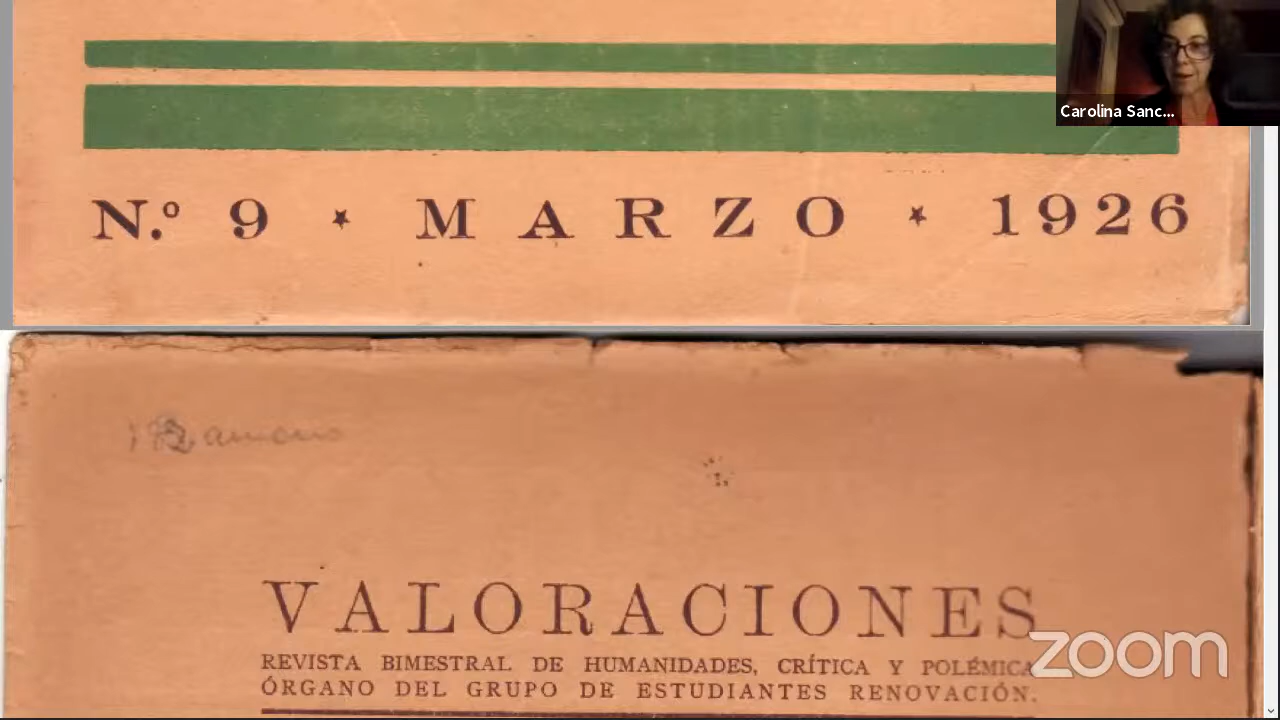 Carolina Sanc...
N.º 9 ★ MARZO ★ 1926
VALORACIONES
zoom
REVISTA BIMESTRAL DE HUMANIDADES, CRÍTICA Y POLÉMICA
ÓRGANO DEL GRUPO DE ESTUDIANTES RENOVACIÓN.